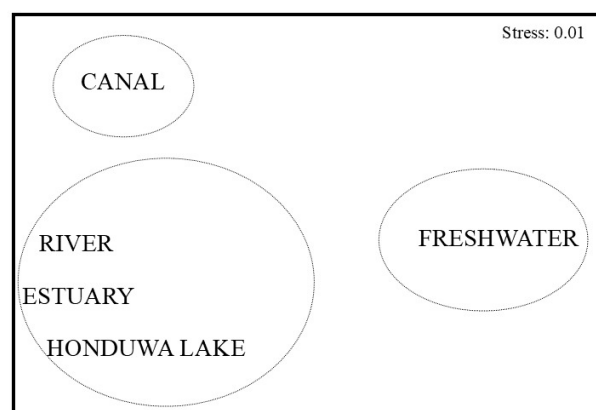 Stress: 0.01
CANAL
RIVER
FRESHWATER
ESTUARY
HONDUWA LAKE